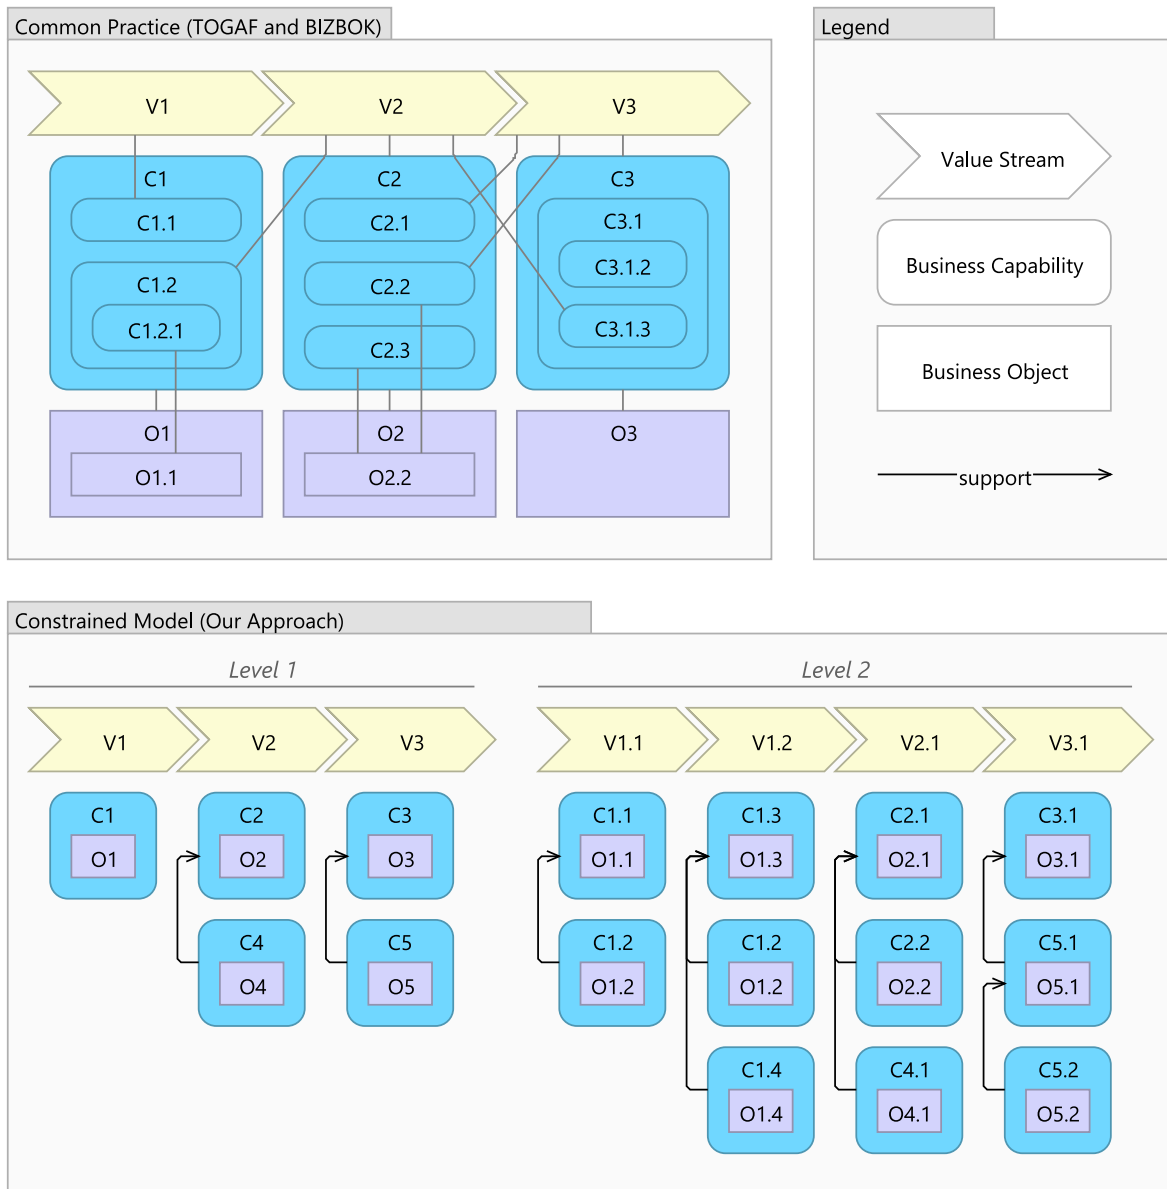 Common Practice (TOGAF and BIZBOK)
V1
V2
V3
C1
C1.1
C1.2
C1.2.1
C2
C2.1
C2.2
C2.3
C3
C3.1
C3.1.2
C3.1.3
O1
O1.1
O2
O2.2
O3
Legend
Value Stream
Business Capability
Business Object
support
Constrained Model (Our Approach)
Level 1
V1
V2
V3
C1
O1
C2
O2
C3
O3
C4
O4
C5
O5
Level 2
V1.1
V1.2
V2.1
V3.1
C1.1
O1.1
C1.3
O1.3
C2.1
O2.1
C3.1
O3.1
C1.2
O1.2
C1.2
O1.2
C2.2
O2.2
C5.1
O5.1
C1.4
O1.4
C4.1
O4.1
C5.2
O5.2